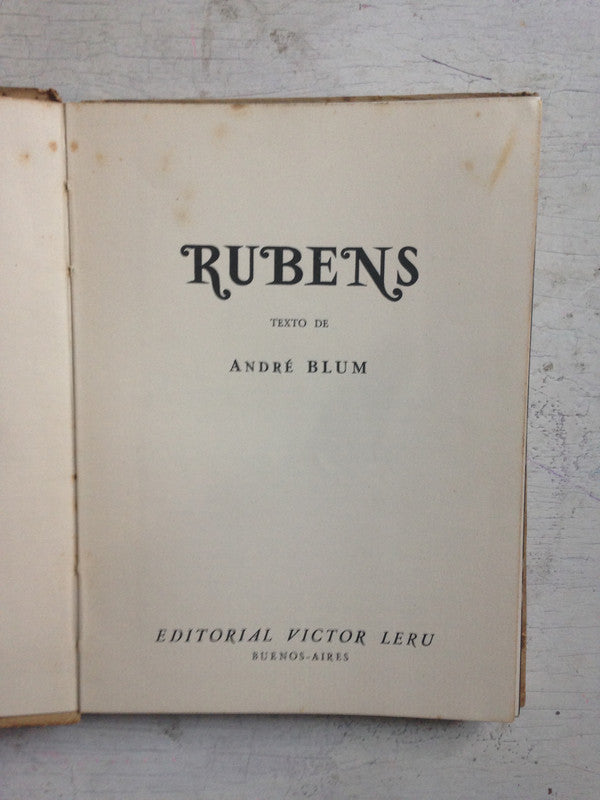 RUBENS
TEXTO DE
ANDRÉ BLUM
EDITORIAL VICTOR LERU
BUENOS-AIRES